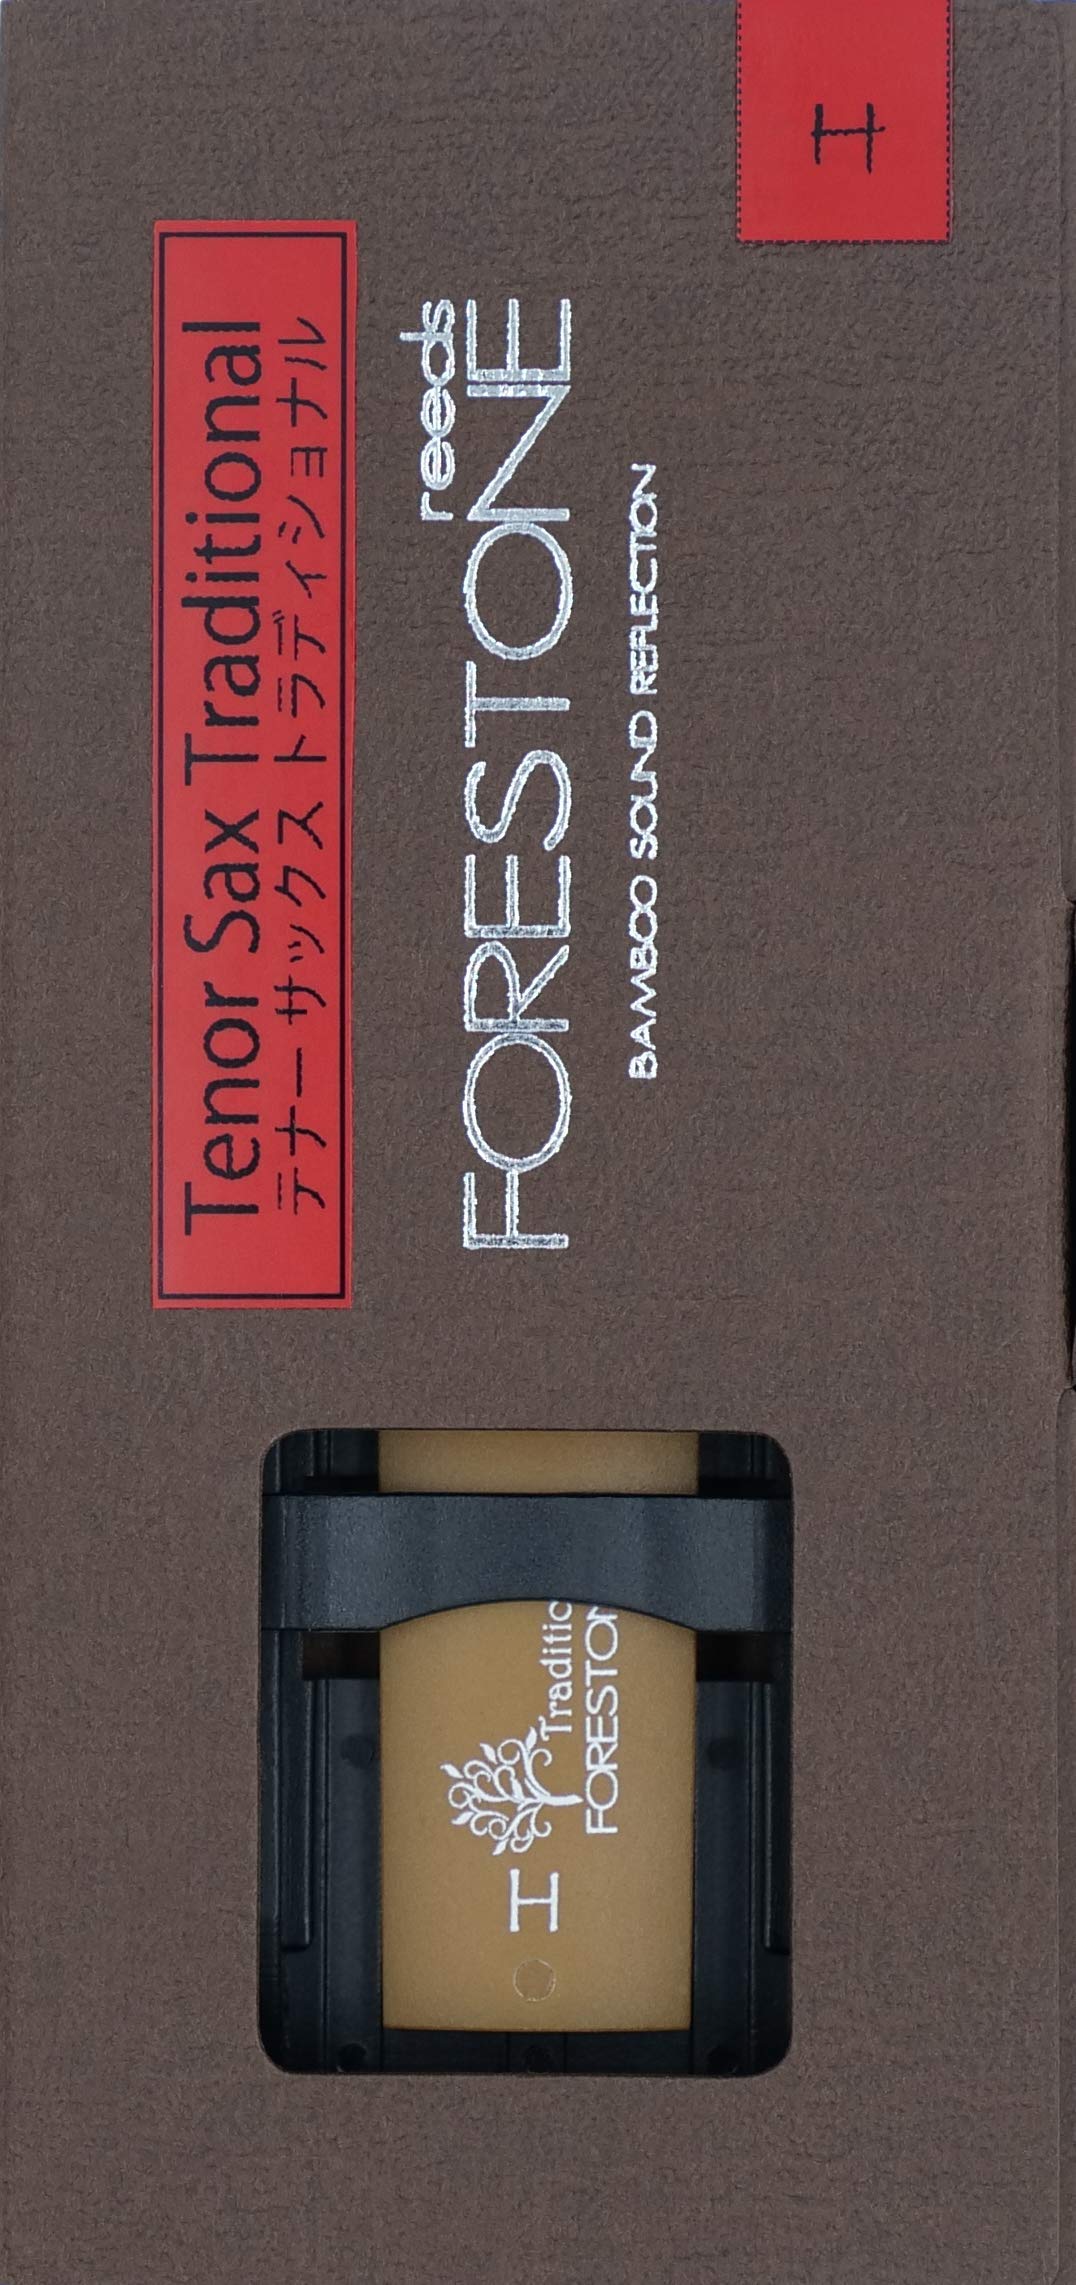 Tenor Sax Traditional
テナーサックス トラディショナル
reeds
FORESTONE
BAMBOO SOUND REFLECTION
H
H
Traditic
FORESTON